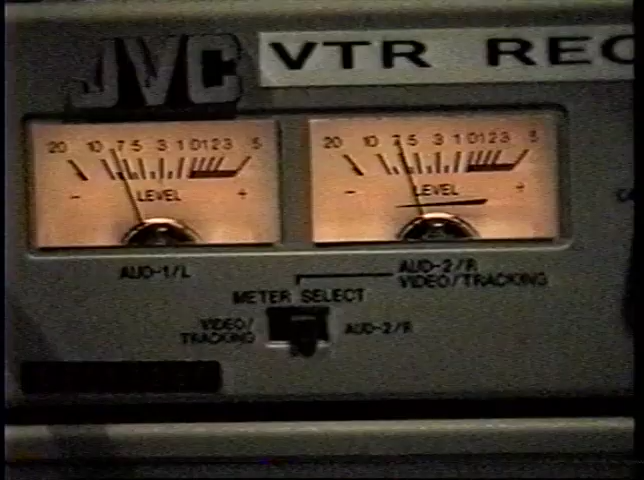 JVC VTR REC
20 10 7 5 3 1 0 1 2 3 5
- LEVEL +
20 10 7 5 3 1 0 1 2 3 5
- LEVEL +
AUD-1/L
AUD-2/R
VIDEO/TRACKING
METER SELECT
VIDEO/
TRACKING
AUD-2/R